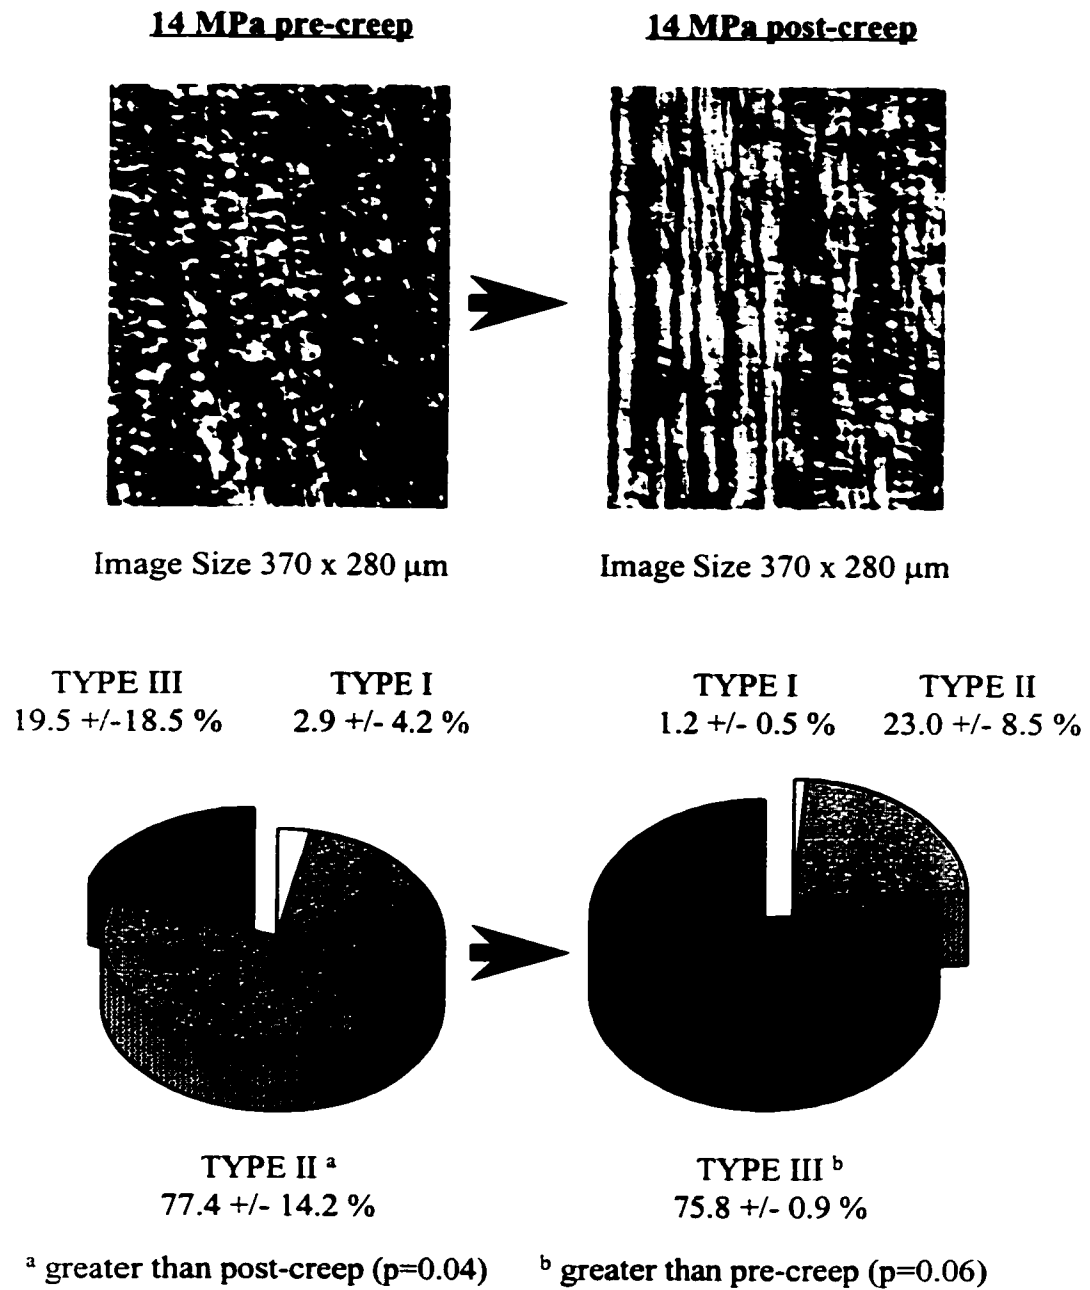 14 MPa pre-creep
14 MPa post-creep
Image Size 370 x 280 μm
Image Size 370 x 280 μm
TYPE III
19.5 +/-18.5 %
TYPE I
2.9 +/- 4.2 %
TYPE I
1.2 +/- 0.5 %
TYPE II
23.0 +/- 8.5 %
TYPE II ᵃ
77.4 +/- 14.2 %
TYPE III ᵇ
75.8 +/- 0.9 %
ᵃ greater than post-creep (p=0.04)
ᵇ greater than pre-creep (p=0.06)